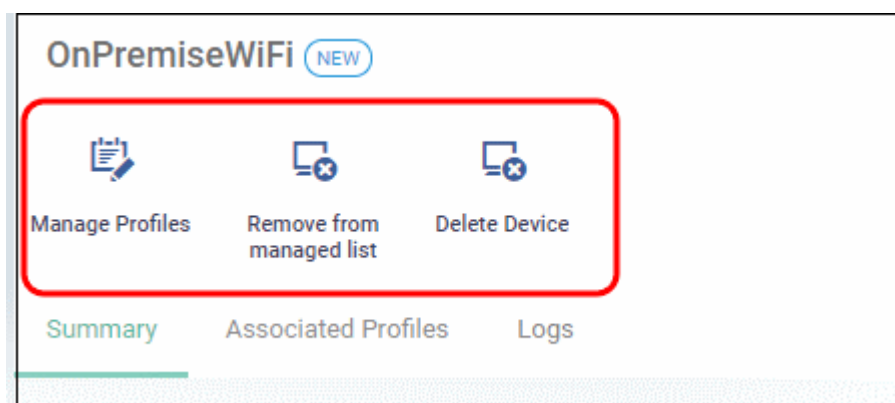 OnPremiseWiFi NEW
Manage Profiles
Remove from
managed list
Delete Device
Summary Associated Profiles Logs